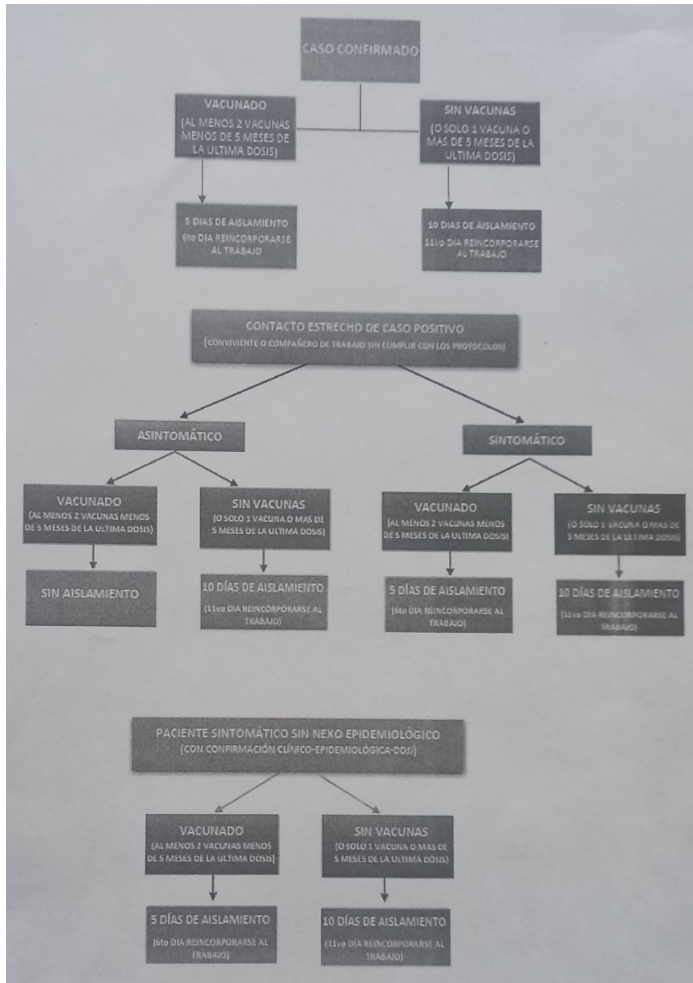 CASO CONFIRMADO
VACUNADO
(AL MENOS 2 VACUNAS
MENOS DE 5 MESES DE
LA ULTIMA DOSIS)
SIN VACUNAS
(O SOLO 1 VACUNA O
MAS DE 5 MESES DE LA
ULTIMA DOSIS)
5 DIAS DE AISLAMIENTO
6to DIA REINCORPORARSE
AL TRABAJO
10 DIAS DE AISLAMIENTO
11vo DIA REINCORPORARSE
AL TRABAJO
CONTACTO ESTRECHO DE CASO POSITIVO
(CONVIVIENTE O COMPAÑERO DE TRABAJO SIN CUMPLIR CON LOS PROTOCOLOS)
ASINTOMÁTICO
SINTOMÁTICO
VACUNADO
(AL MENOS 2 VACUNAS MENOS
DE 5 MESES DE LA ULTIMA DOSIS)
SIN VACUNAS
(O SOLO 1 VACUNA O MAS DE
5 MESES DE LA ULTIMA DOSIS)
VACUNADO
(AL MENOS 2 VACUNAS MENOS
DE 5 MESES DE LA ULTIMA DOSIS)
SIN VACUNAS
(O SOLO 1 VACUNA O MAS DE
5 MESES DE LA ULTIMA DOSIS)
SIN AISLAMIENTO
10 DÍAS DE AISLAMIENTO
(11vo DIA REINCORPORARSE AL
TRABAJO)
5 DÍAS DE AISLAMIENTO
(6to DIA REINCORPORARSE AL
TRABAJO)
10 DÍAS DE AISLAMIENTO
(11vo DIA REINCORPORARSE AL
TRABAJO)
PACIENTE SINTOMÁTICO SIN NEXO EPIDEMIOLÓGICO
(CON CONFIRMACIÓN CLÍNICO-EPIDEMIOLÓGICA-DDJJ)
VACUNADO
(AL MENOS 2 VACUNAS MENOS
DE 5 MESES DE LA ULTIMA DOSIS)
SIN VACUNAS
(O SOLO 1 VACUNA O MAS DE
5 MESES DE LA ULTIMA DOSIS)
5 DÍAS DE AISLAMIENTO
(6to DIA REINCORPORARSE AL
TRABAJO)
10 DÍAS DE AISLAMIENTO
(11vo DIA REINCORPORARSE AL
TRABAJO)